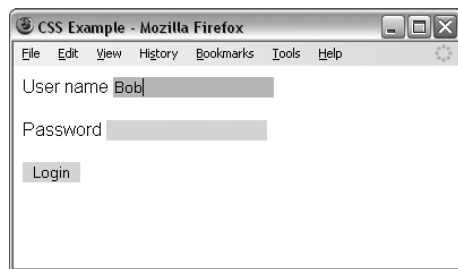 CSS Example - Mozilla Firefox
File Edit View History Bookmarks Tools Help
User name Bob
Password
Login